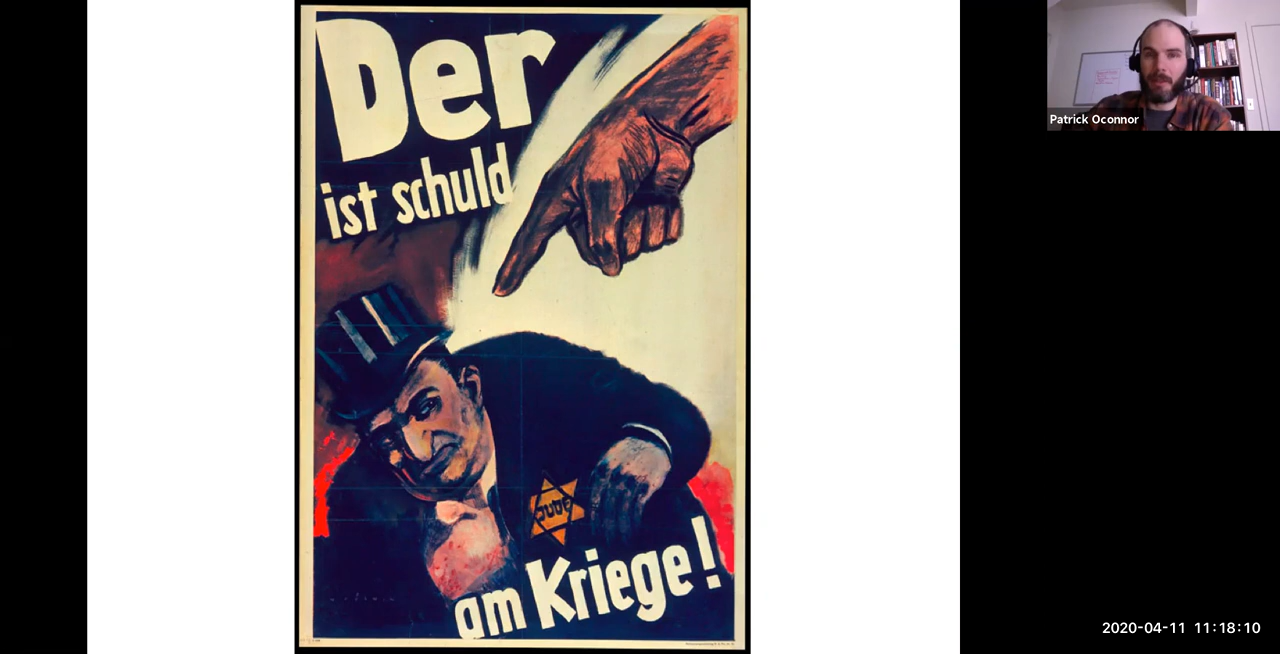 Der
ist schuld
Jude
am Kriege!
Patrick Oconnor
2020-04-11 11:18:10